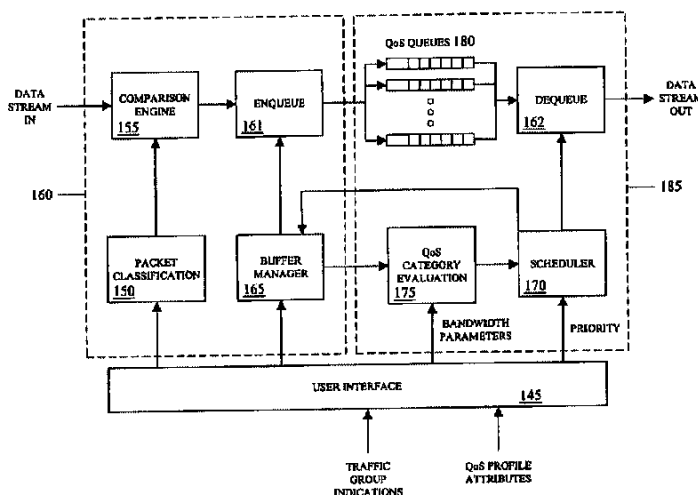 QoS QUEUES 180
DATA
STREAM
IN
COMPARISON
ENGINE
155
ENQUEUE
161
DEQUEUE
162
DATA
STREAM
OUT
160
185
PACKET
CLASSIFICATION
150
BUFFER
MANAGER
165
QoS
CATEGORY
EVALUATION
175
SCHEDULER
170
BANDWIDTH
PARAMETERS
PRIORITY
USER INTERFACE
145
TRAFFIC
GROUP
INDICATIONS
QoS PROFILE
ATTRIBUTES